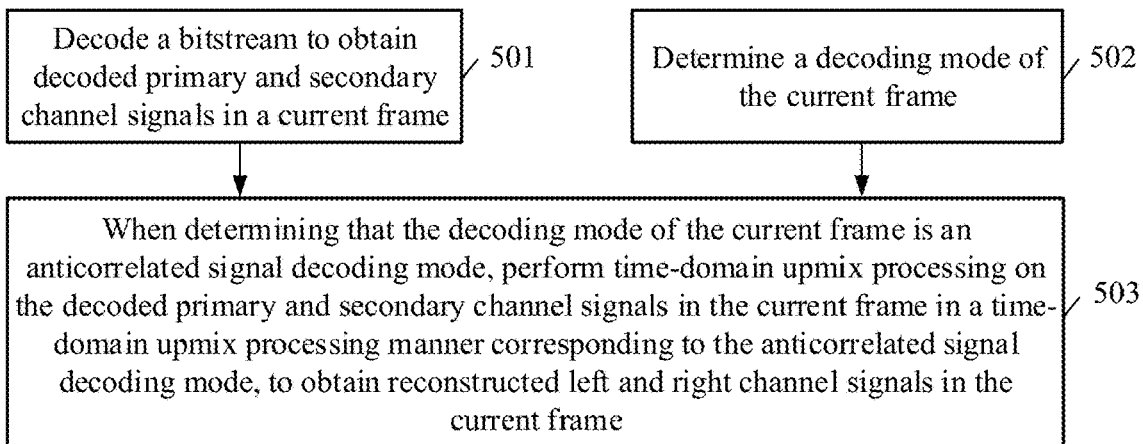 Decode a bitstream to obtain
decoded primary and secondary
channel signals in a current frame
501
Determine a decoding mode of
the current frame
502
When determining that the decoding mode of the current frame is an
anticorrelated signal decoding mode, perform time-domain upmix processing on
the decoded primary and secondary channel signals in the current frame in a time-
domain upmix processing manner corresponding to the anticorrelated signal
decoding mode, to obtain reconstructed left and right channel signals in the
current frame
503